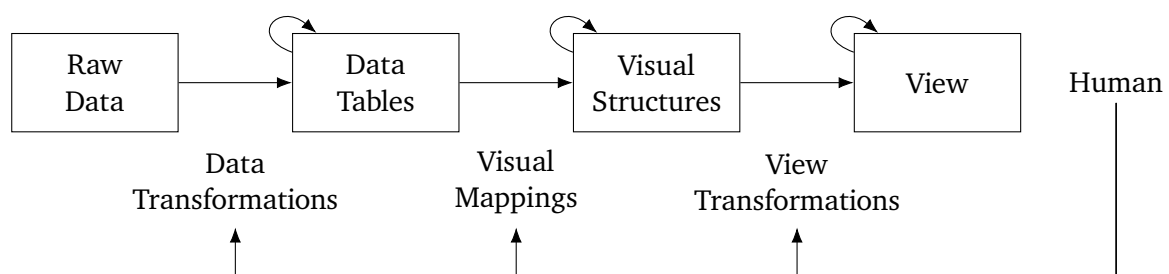 Raw
Data
Data
Tables
Visual
Structures
View
Human
Data
Transformations
Visual
Mappings
View
Transformations